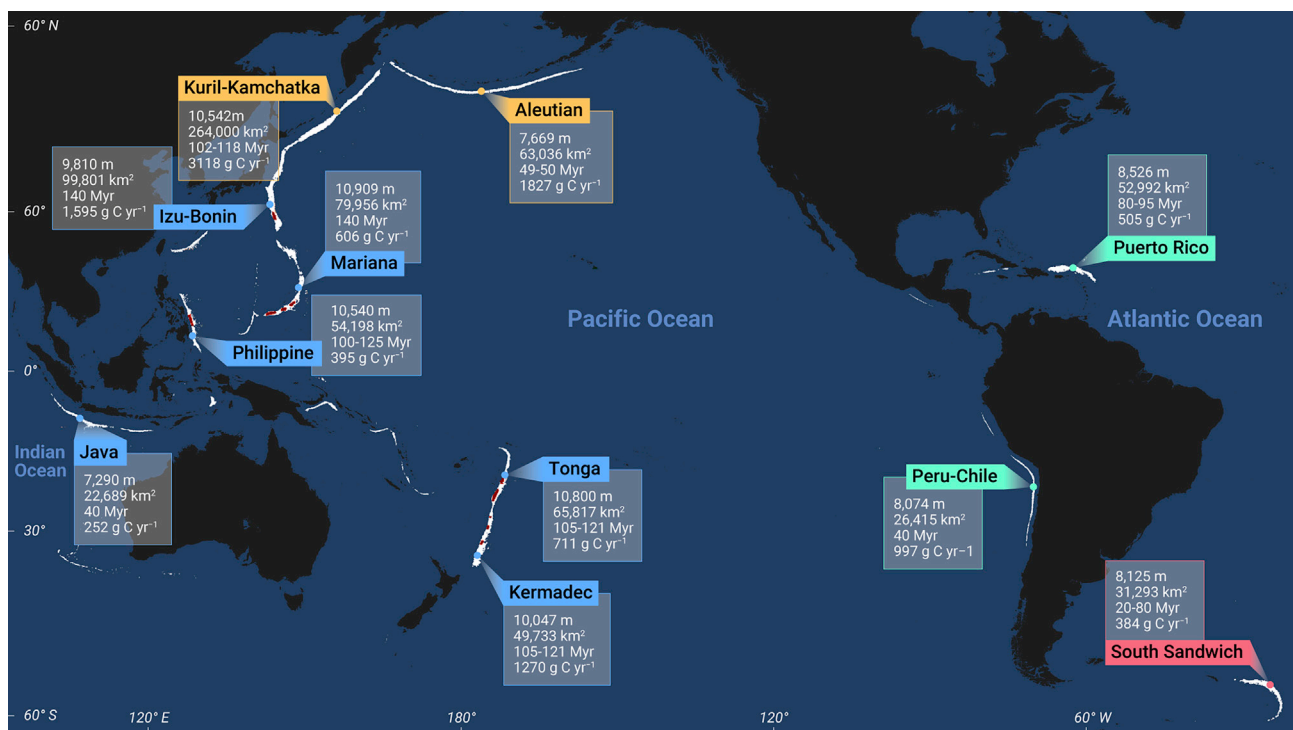 60° N
Kuril-Kamchatka
10,542m
264,000 km²
102-118 Myr
3118 g C yr⁻¹
Aleutian
7,669 m
63,036 km²
49-50 Myr
1827 g C yr⁻¹
9,810 m
99,801 km²
140 Myr
1,595 g C yr⁻¹
Izu-Bonin
60°
10,909 m
79,956 km²
140 Myr
606 g C yr⁻¹
Mariana
8,526 m
52,992 km²
80-95 Myr
505 g C yr⁻¹
Puerto Rico
10,540 m
54,198 km²
100-125 Myr
395 g C yr⁻¹
Philippine
Pacific Ocean
Atlantic Ocean
0°
Indian
Ocean
Java
7,290 m
22,689 km²
40 Myr
252 g C yr⁻¹
Tonga
10,800 m
65,817 km²
105-121 Myr
711 g C yr⁻¹
Peru-Chile
8,074 m
26,415 km²
40 Myr
997 g C yr−1
30°
Kermadec
10,047 m
49,733 km²
105-121 Myr
1270 g C yr⁻¹
8,125 m
31,293 km²
20-80 Myr
384 g C yr⁻¹
South Sandwich
60° S
120° E
180°
120°
60° W